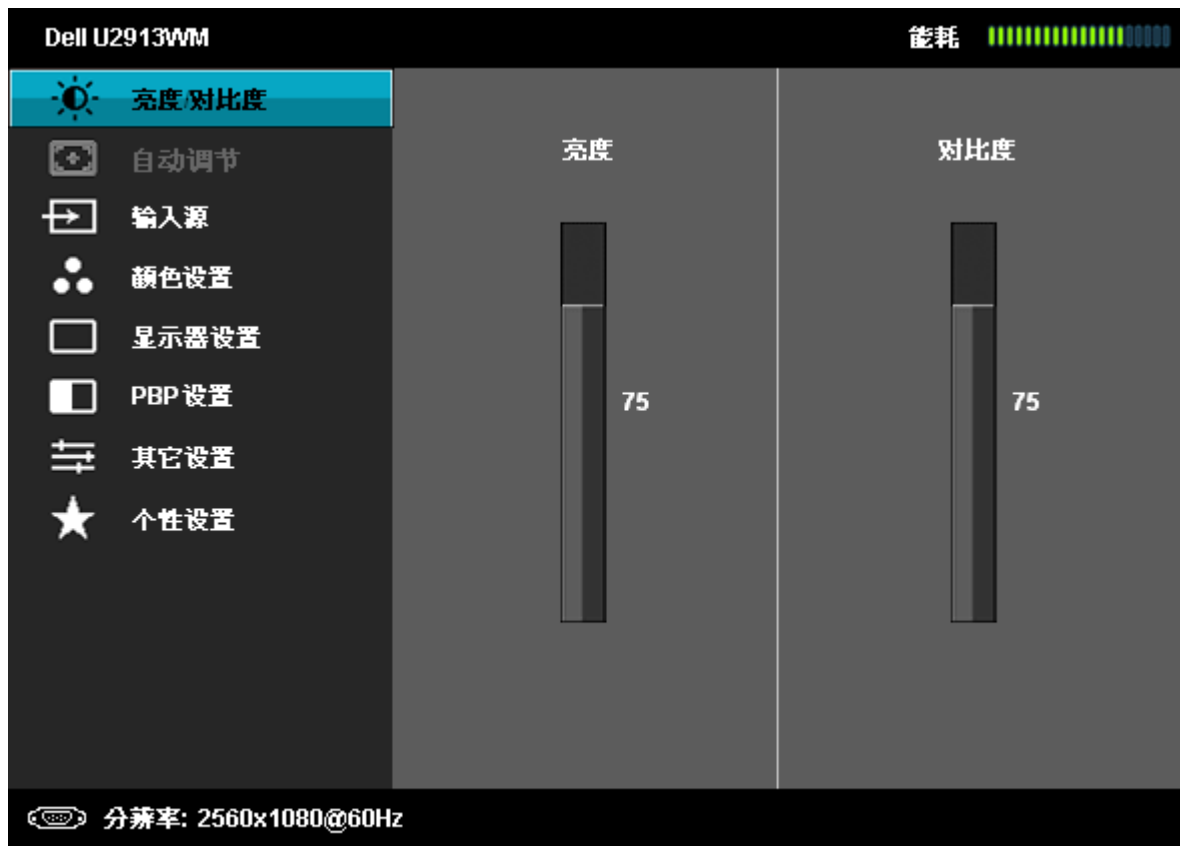 Dell U2913WM
能耗
亮度/对比度
自动调节
输入源
颜色设置
显示器设置
PBP 设置
其它设置
个性设置
亮度
75
对比度
75
分辨率: 2560x1080@60Hz